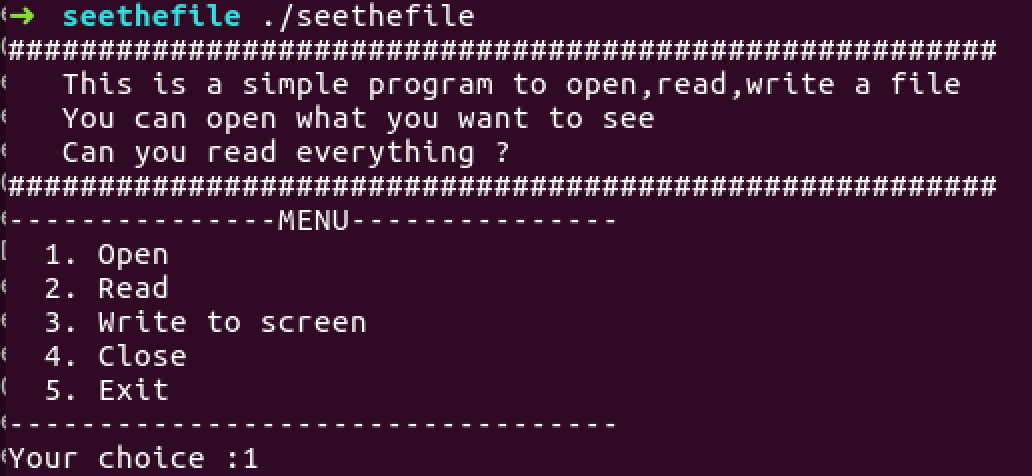 ➜ seethefile ./seethefile
#######################################################
This is a simple program to open,read,write a file
You can open what you want to see
Can you read everything ?
#######################################################
---------------MENU---------------
1. Open
2. Read
3. Write to screen
4. Close
5. Exit
----------------------------------
Your choice :1